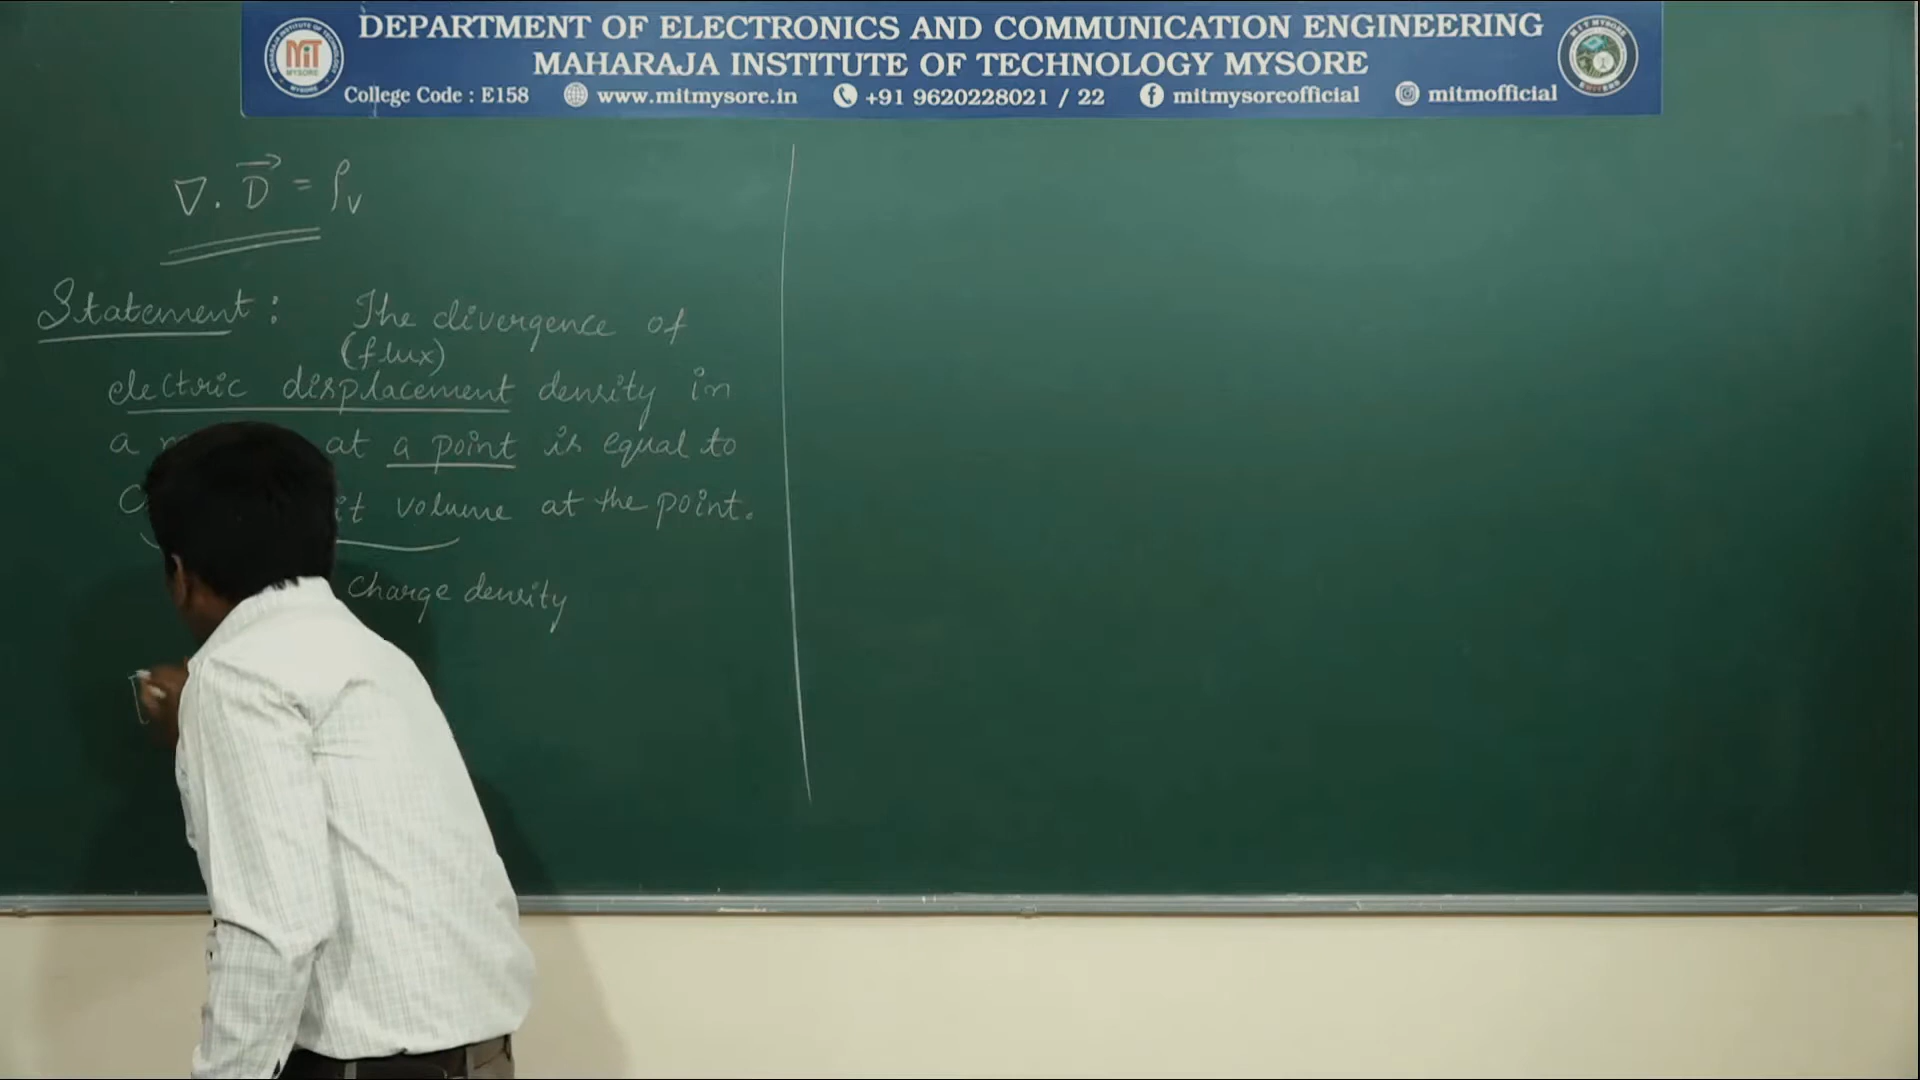 DEPARTMENT OF ELECTRONICS AND COMMUNICATION ENGINEERING
MAHARAJA INSTITUTE OF TECHNOLOGY MYSORE
College Code : E158 www.mitmysore.in +91 9620228021 / 22 mitmysoreofficial mitmofficial
MIT
MYSORE
∇ . D⃗ = ρv
Statement : The divergence of
(flux)
electric displacement density in
a at a point is equal to
volume at the point.
Charge density